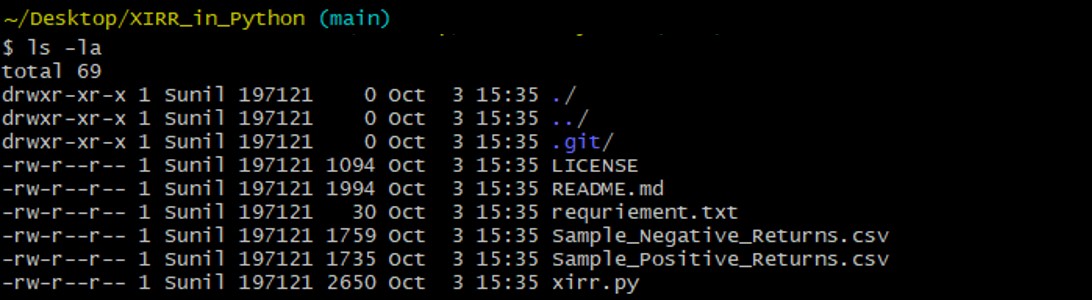 ~/Desktop/XIRR_in_Python (main)
$ ls -la
total 69
drwxr-xr-x 1 Sunil 197121    0 Oct  3 15:35 ./
drwxr-xr-x 1 Sunil 197121    0 Oct  3 15:35 ../
drwxr-xr-x 1 Sunil 197121    0 Oct  3 15:35 .git/
-rw-r--r-- 1 Sunil 197121 1094 Oct  3 15:35 LICENSE
-rw-r--r-- 1 Sunil 197121 1994 Oct  3 15:35 README.md
-rw-r--r-- 1 Sunil 197121   30 Oct  3 15:35 requriement.txt
-rw-r--r-- 1 Sunil 197121 1759 Oct  3 15:35 Sample_Negative_Returns.csv
-rw-r--r-- 1 Sunil 197121 1735 Oct  3 15:35 Sample_Positive_Returns.csv
-rw-r--r-- 1 Sunil 197121 2650 Oct  3 15:35 xirr.py